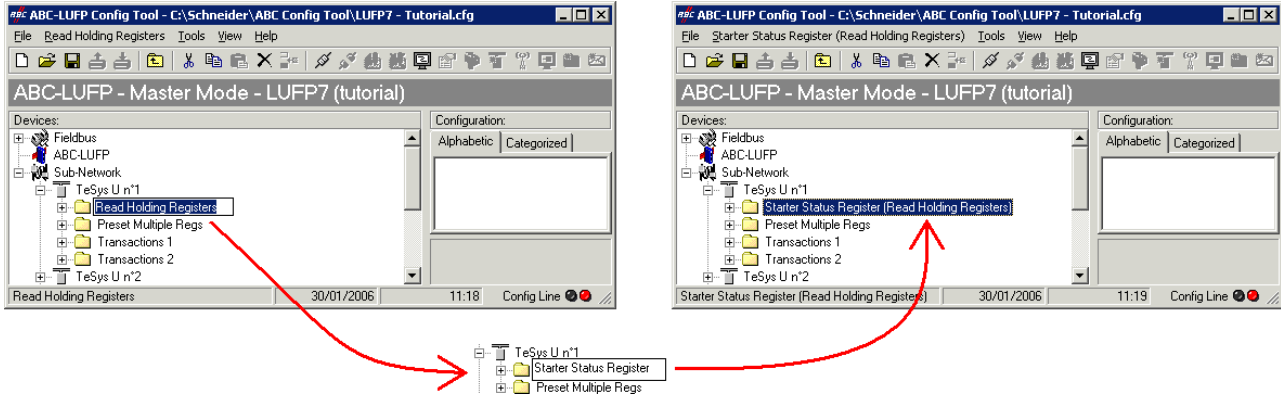 ABC-LUFP Config Tool - C:\Schneider\ABC Config Tool\LUFP7 - Tutorial.cfg
File Read Holding Registers Tools View Help
ABC-LUFP - Master Mode - LUFP7 (tutorial)
Devices:
Fieldbus
ABC-LUFP
Sub-Network
TeSys U n°1
Read Holding Registers
Preset Multiple Regs
Transactions 1
Transactions 2
TeSys U n°2
Configuration:
Alphabetic Categorized
Read Holding Registers 30/01/2006 11:18 Config Line
ABC-LUFP Config Tool - C:\Schneider\ABC Config Tool\LUFP7 - Tutorial.cfg
File Starter Status Register (Read Holding Registers) Tools View Help
ABC-LUFP - Master Mode - LUFP7 (tutorial)
Devices:
Fieldbus
ABC-LUFP
Sub-Network
TeSys U n°1
Starter Status Register (Read Holding Registers)
Preset Multiple Regs
Transactions 1
Transactions 2
TeSys U n°2
Configuration:
Alphabetic Categorized
Starter Status Register (Read Holding Registers) 30/01/2006 11:19 Config Line
TeSys U n°1
Starter Status Register
Preset Multiple Regs